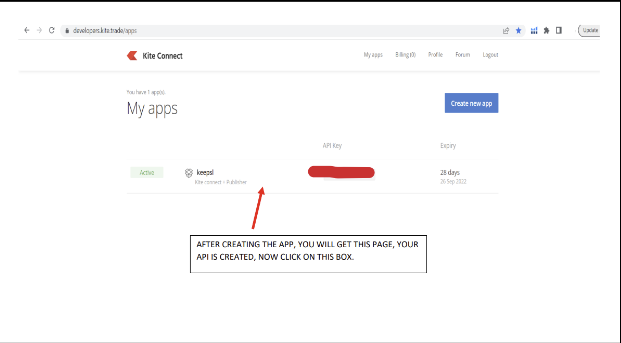 developers.kite.trade/apps
Update
Kite Connect
My apps
Billing (0)
Profile
Forum
Logout
You have 1 app(s)
My apps
Create new app
API Key
Expiry
Active
keepsl
28 days
Kite connect + Publisher
26 Sep 2022
AFTER CREATING THE APP, YOU WILL GET THIS PAGE, YOUR
API IS CREATED, NOW CLICK ON THIS BOX.